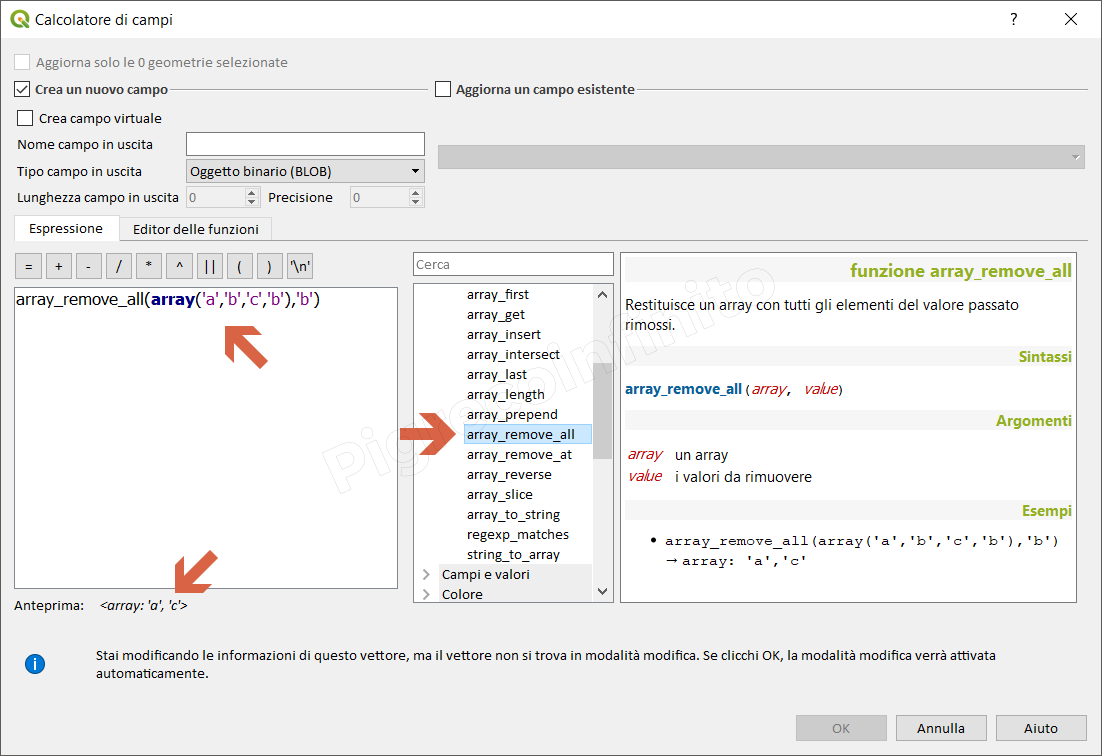 Calcolatore di campi
?
Aggiorna solo le 0 geometrie selezionate
Crea un nuovo campo
Aggiorna un campo esistente
Crea campo virtuale
Nome campo in uscita
Tipo campo in uscita
Oggetto binario (BLOB)
Lunghezza campo in uscita
0
Precisione
0
Espressione
Editor delle funzioni
= + - / * ^ || ( ) '\n'
array_remove_all(array('a','b','c','b'),'b')
Anteprima: <array: 'a', 'c'>
Cerca
array_first
array_get
array_insert
array_intersect
array_last
array_length
array_prepend
array_remove_all
array_remove_at
array_reverse
array_slice
array_to_string
regexp_matches
string_to_array
Campi e valori
Colore
funzione array_remove_all
Restituisce un array con tutti gli elementi del valore passato
rimossi.
Sintassi
array_remove_all(array, value)
Argomenti
array un array
value i valori da rimuovere
Esempi
• array_remove_all(array('a','b','c','b'),'b')
→ array: 'a','c'
Pigrecoinfinito
Stai modificando le informazioni di questo vettore, ma il vettore non si trova in modalità modifica. Se clicchi OK, la modalità modifica verrà attivata
automaticamente.
OK
Annulla
Aiuto